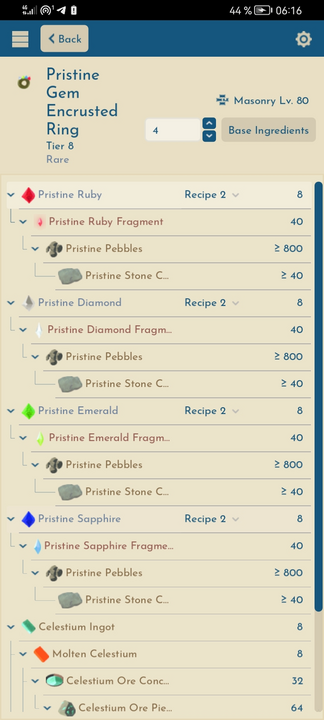 44 % 06:16
Back
Pristine
Gem
Encrusted
Ring
Tier 8
Rare
Masonry Lv. 80
4
Base Ingredients
Pristine Ruby Recipe 2 8
Pristine Ruby Fragment 40
Pristine Pebbles ≥ 800
Pristine Stone C... ≥ 40
Pristine Diamond Recipe 2 8
Pristine Diamond Fragm... 40
Pristine Pebbles ≥ 800
Pristine Stone C... ≥ 40
Pristine Emerald Recipe 2 8
Pristine Emerald Fragm... 40
Pristine Pebbles ≥ 800
Pristine Stone C... ≥ 40
Pristine Sapphire Recipe 2 8
Pristine Sapphire Fragme... 40
Pristine Pebbles ≥ 800
Pristine Stone C... ≥ 40
Celestium Ingot 8
Molten Celestium 8
Celestium Ore Conc... 32
Celestium Ore Pie... 64